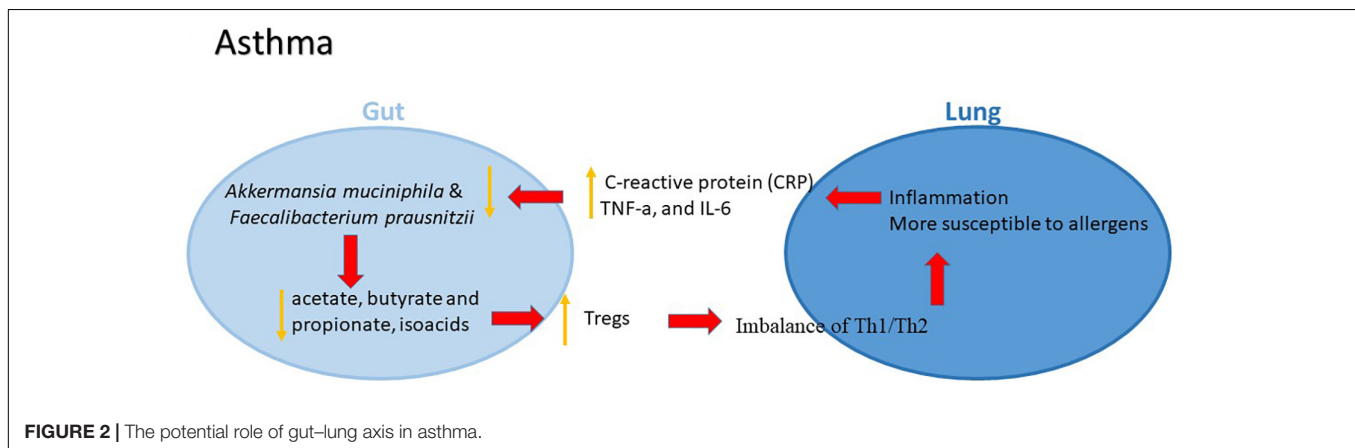 Asthma
Gut
Lung
Akkermansia muciniphila &
Faecalibacterium prausnitzii
C-reactive protein (CRP)
TNF-a, and IL-6
Inflammation
More susceptible to allergens
acetate, butyrate and
propionate, isoacids
Tregs
Imbalance of Th1/Th2
FIGURE 2 | The potential role of gut–lung axis in asthma.